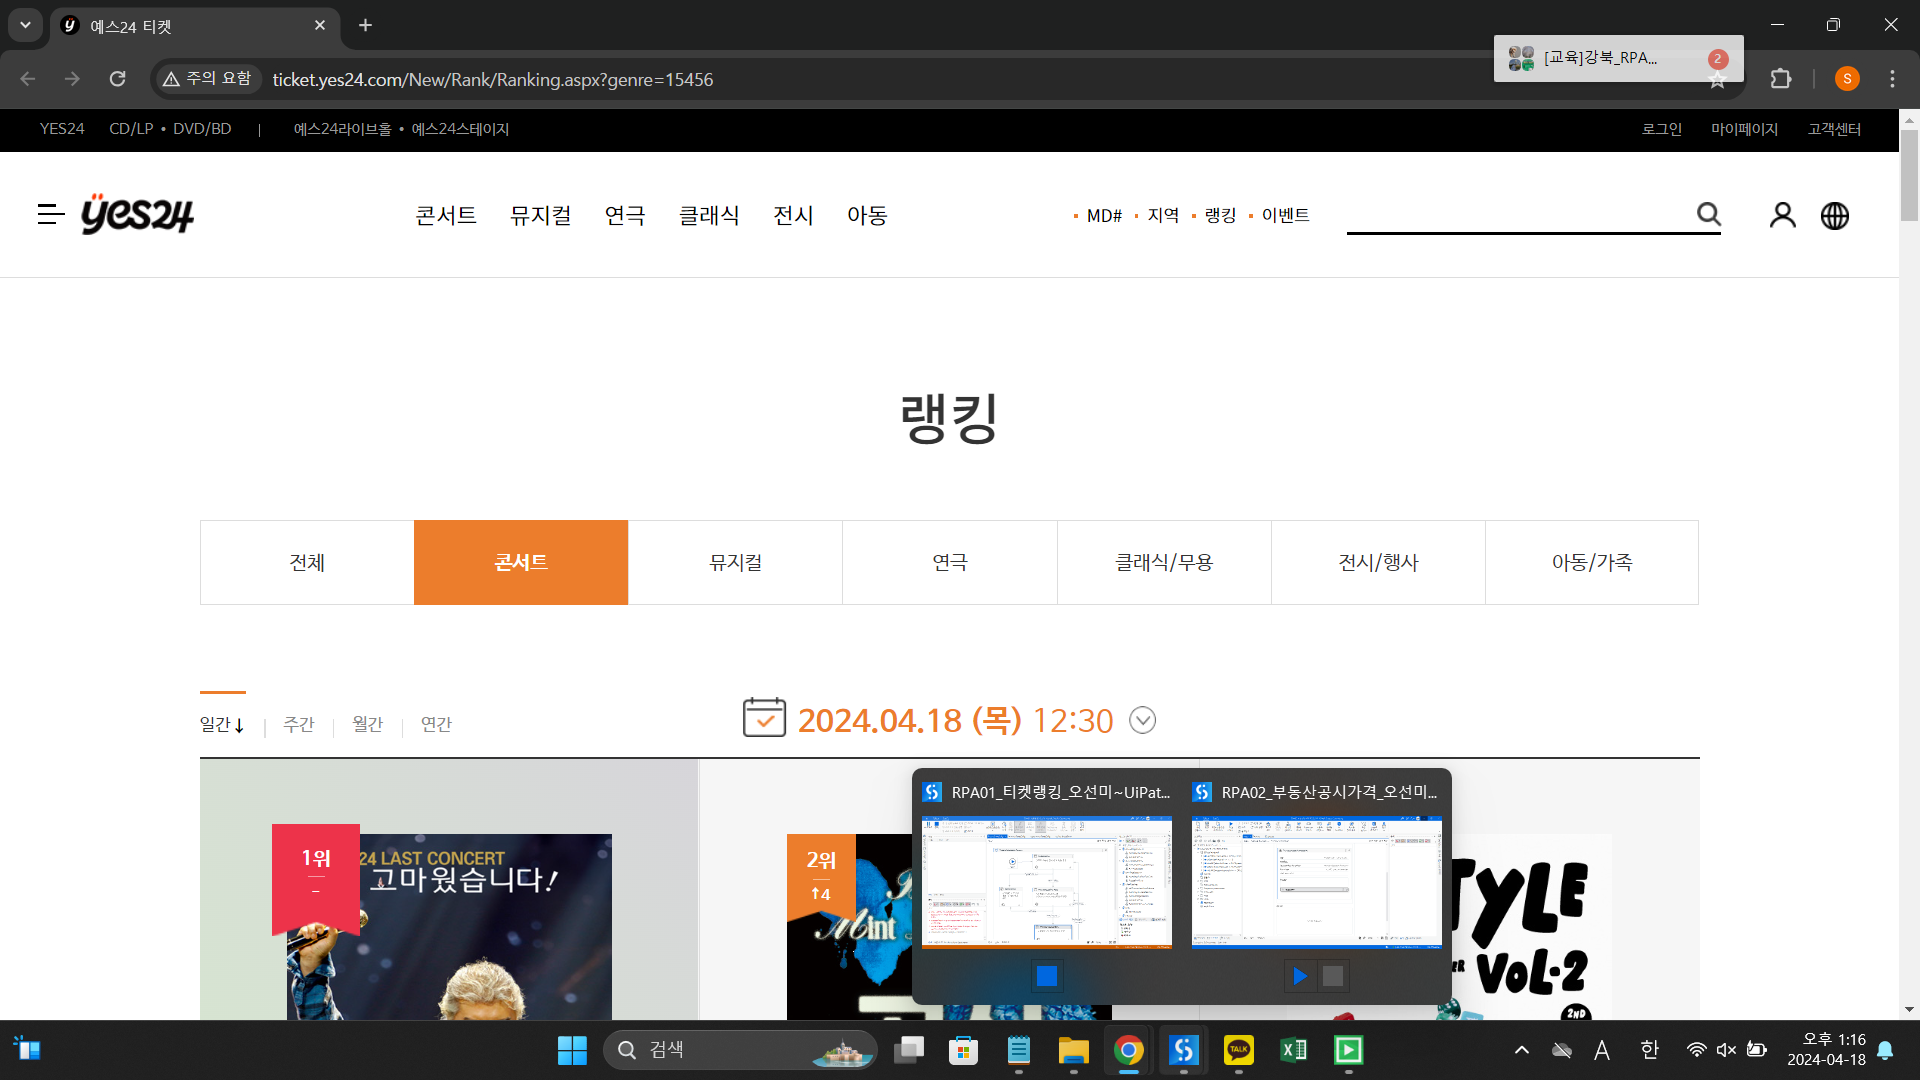 예스24 티켓
[교육]강북_RPA... 2
주의 요함 ticket.yes24.com/New/Rank/Ranking.aspx?genre=15456
S
YES24 CD/LP • DVD/BD | 예스24라이브홀 • 예스24스테이지 로그인 마이페이지 고객센터
yes24 콘서트 뮤지컬 연극 클래식 전시 아동 MD# 지역 랭킹 이벤트
랭킹
전체 콘서트 뮤지컬 연극 클래식/무용 전시/행사 아동/가족
일간↓ | 주간 | 월간 | 연간
2024.04.18 (목) 12:30
RPA01_티켓랭킹_오선미~UiPat... RPA02_부동산공시가격_오선미...
1위
24 LAST CONCERT
고마웠습니다!
2위
↑4
Mint
TYLE
VOL·2
2ND
검색
TALK
A 한
오후 1:16
2024-04-18